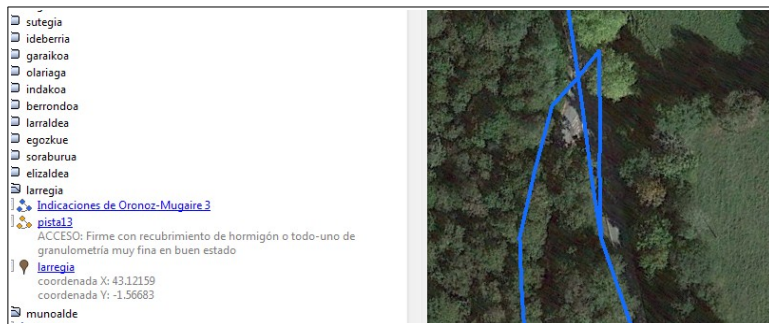 sutegia
ideberria
garaikoa
olariaga
indakoa
berrondoa
larraldea
egozkue
soraburua
elizaldea
larregia
Indicaciones de Oronoz-Mugaire 3
pista13
ACCESO: Firme con recubrimiento de hormigón o todo-uno de
granulometría muy fina en buen estado
larregia
coordenada X: 43.12159
coordenada Y: -1.56683
munoalde